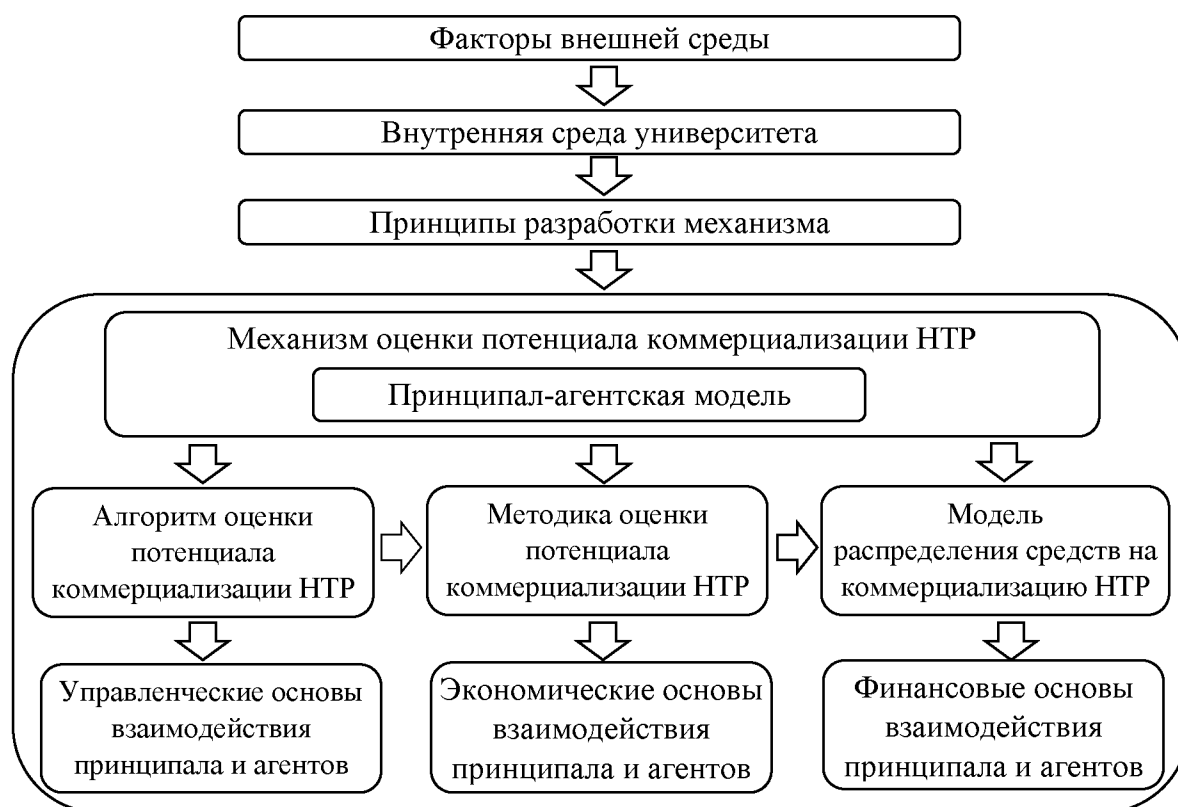 Факторы внешней среды
Внутренняя среда университета
Принципы разработки механизма
Механизм оценки потенциала коммерциализации НТР
Принципал-агентская модель
Алгоритм оценки
потенциала
коммерциализации НТР
Методика оценки
потенциала
коммерциализации НТР
Модель
распределения средств на
коммерциализацию НТР
Управленческие основы
взаимодействия
принципала и агентов
Экономические основы
взаимодействия
принципала и агентов
Финансовые основы
взаимодействия
принципала и агентов